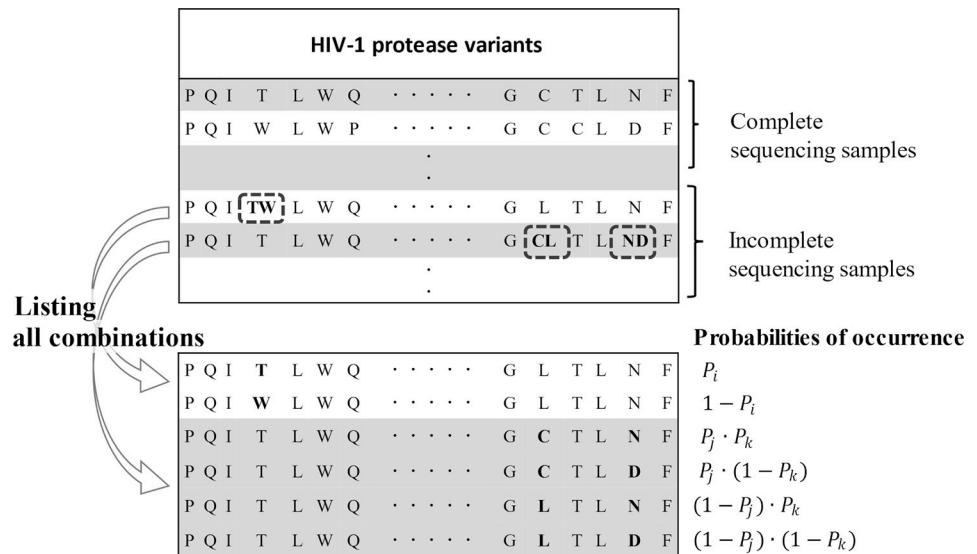 HIV-1 protease variants
P Q I T L W Q · · · · · G C T L N F
P Q I W L W P · · · · · G C C L D F
Complete
sequencing samples
P Q I TW L W Q · · · · · G L T L N F
P Q I T L W Q · · · · · G CL T L ND F
Incomplete
sequencing samples
Listing
all combinations
Probabilities of occurrence
P Q I T L W Q · · · · · G L T L N F P_i
P Q I W L W Q · · · · · G L T L N F 1 − P_i
P Q I T L W Q · · · · · G C T L N F P_j · P_k
P Q I T L W Q · · · · · G C T L D F P_j · (1 − P_k)
P Q I T L W Q · · · · · G L T L N F (1 − P_j) · P_k
P Q I T L W Q · · · · · G L T L D F (1 − P_j) · (1 − P_k)